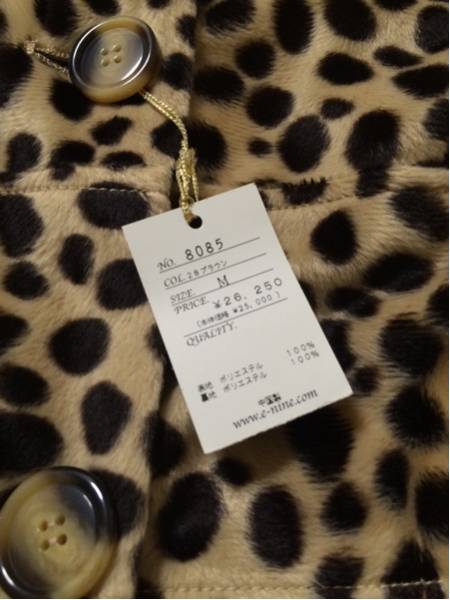 NO. 8085
COL. 28ブラウン
SIZE M
PRICE ¥26,250
(本体価格 ¥25,000)
QUALITY.
表地 ポリエステル 100%
裏地 ポリエステル 100%
中国製
www.e-nine.com